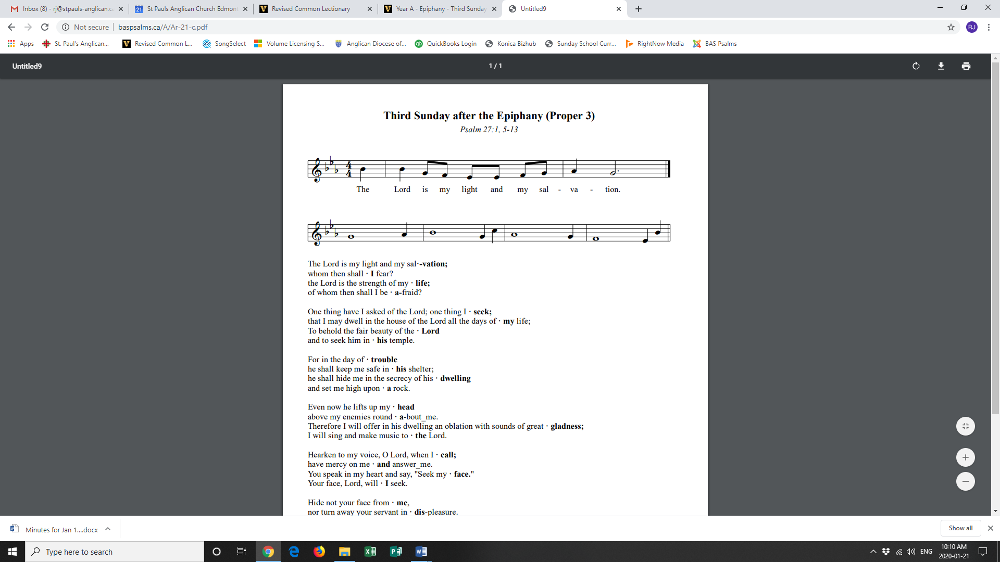 Inbox (8) - rj@stpauls-anglican.ca
St Pauls Anglican Church Edmont
Revised Common Lectionary
Year A - Epiphany - Third Sunday
Untitled9
Not secure
baspsalms.ca/A/Ar-21-c.pdf
RJ
Apps
St. Paul's Anglican...
Revised Common L...
SongSelect
Volume Licensing S...
Anglican Diocese of...
QuickBooks Login
Konica Bizhub
Sunday School Curr...
RightNow Media
BAS Psalms
Untitled9
1 / 1
Third Sunday after the Epiphany (Proper 3)
Psalm 27:1, 5-13
The Lord is my light and my sal - va - tion.
The Lord is my light and my sal·-vation;
whom then shall · I fear?
the Lord is the strength of my · life;
of whom then shall I be · a-fraid?
One thing have I asked of the Lord; one thing I · seek;
that I may dwell in the house of the Lord all the days of · my life;
To behold the fair beauty of the · Lord
and to seek him in · his temple.
For in the day of · trouble
he shall keep me safe in · his shelter;
he shall hide me in the secrecy of his · dwelling
and set me high upon · a rock.
Even now he lifts up my · head
above my enemies round · a-bout_me.
Therefore I will offer in his dwelling an oblation with sounds of great · gladness;
I will sing and make music to · the Lord.
Hearken to my voice, O Lord, when I · call;
have mercy on me · and answer_me.
You speak in my heart and say, "Seek my · face."
Your face, Lord, will · I seek.
Hide not your face from · me,
nor turn away your servant in · dis-pleasure.
Minutes for Jan 1....docx
Show all
Type here to search
ENG
10:10 AM
2020-01-21